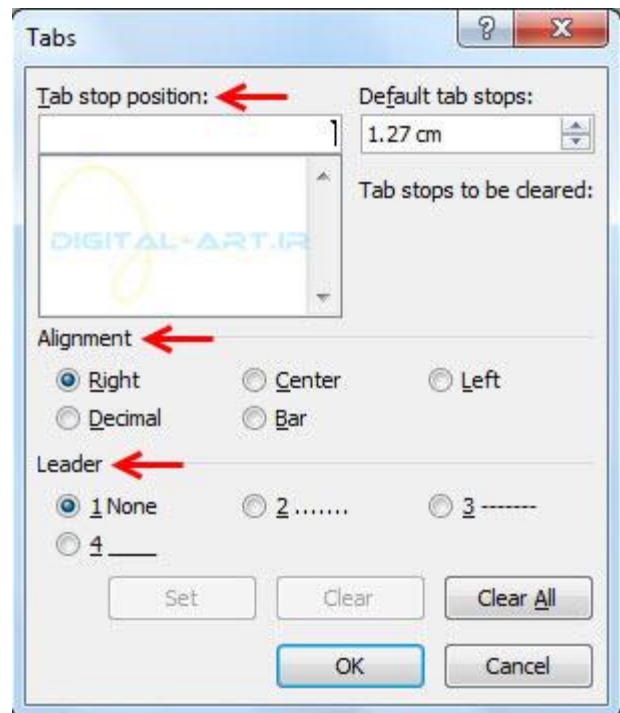 Tabs
Tab stop position:
Default tab stops:
1.27 cm
Tab stops to be cleared:
DIGITAL-ART.IR
Alignment
Right Center Left
Decimal Bar
Leader
1 None 2 ....... 3 -------
4 ____
Set Clear Clear All
OK Cancel